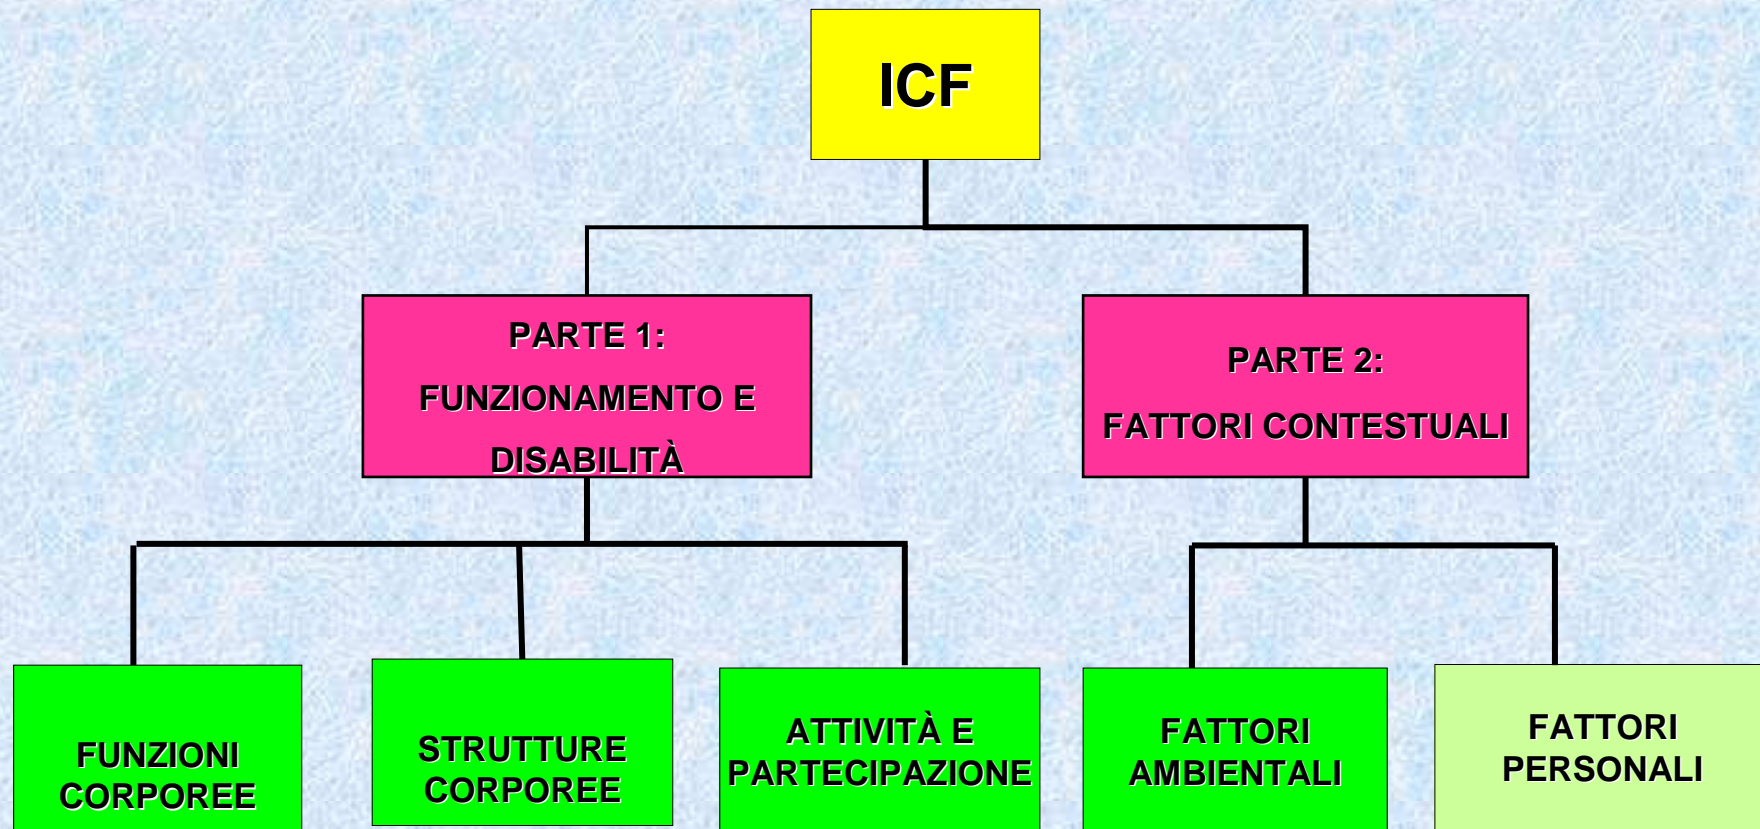 ICF
PARTE 1:
FUNZIONAMENTO E
DISABILITÀ
PARTE 2:
FATTORI CONTESTUALI
FUNZIONI
CORPOREE
STRUTTURE
CORPOREE
ATTIVITÀ E
PARTECIPAZIONE
FATTORI
AMBIENTALI
FATTORI
PERSONALI